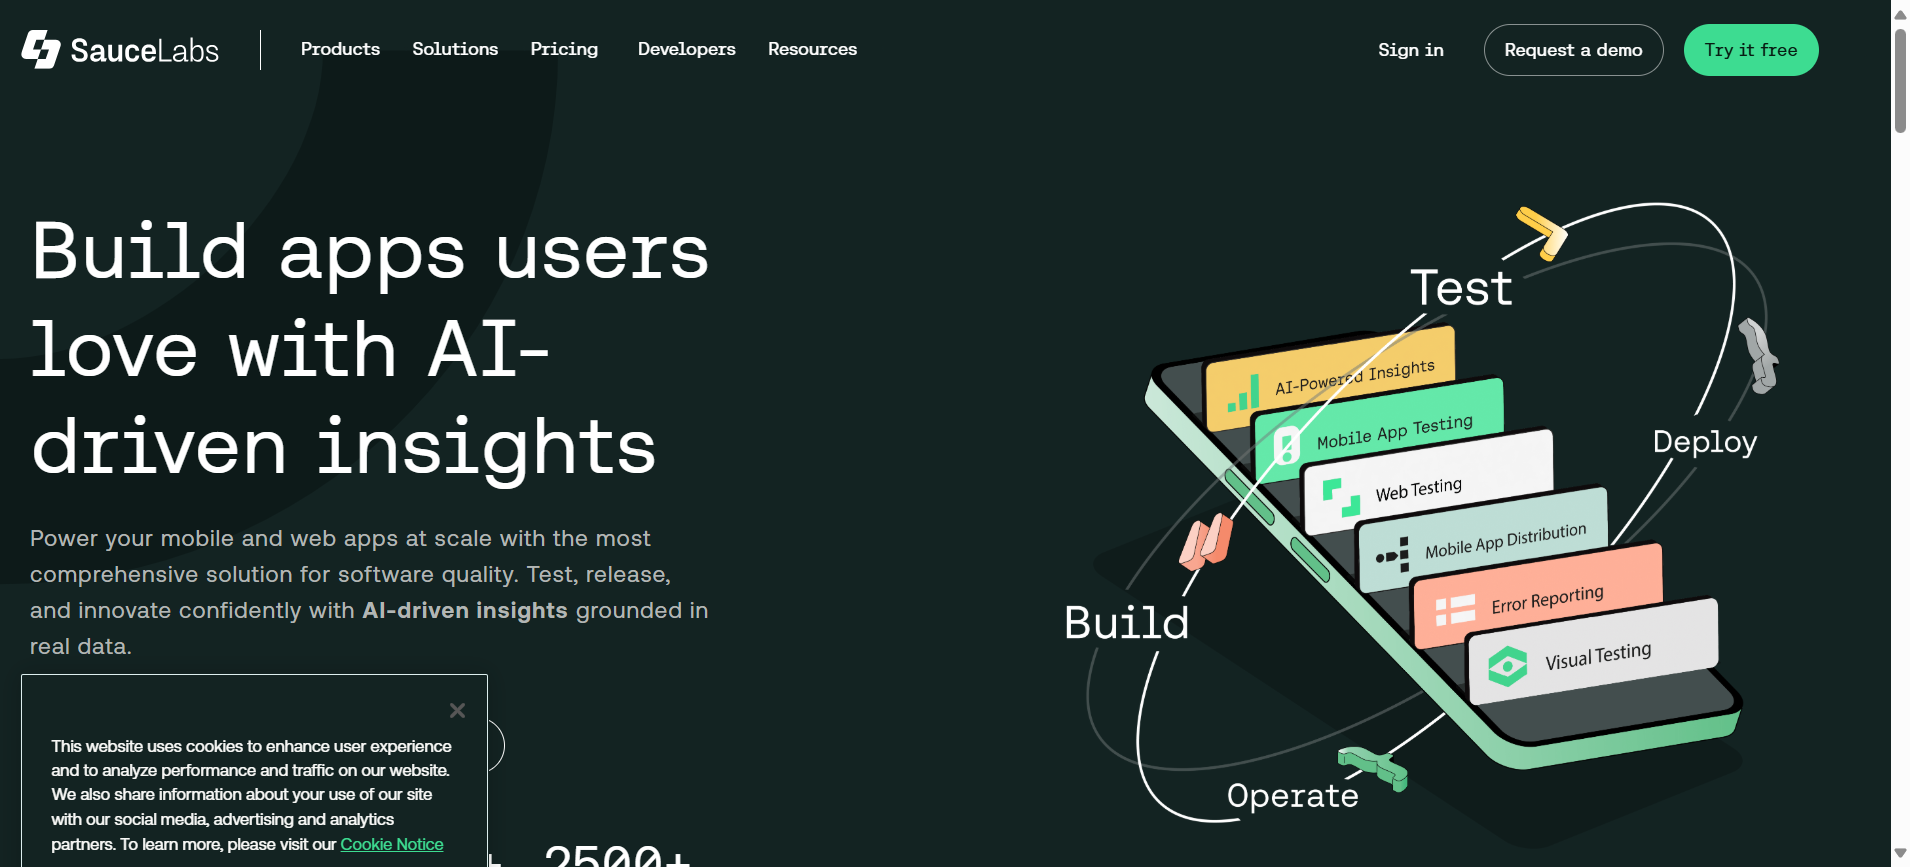 SauceLabs
Products
Solutions
Pricing
Developers
Resources
Sign in
Request a demo
Try it free
Build apps users
love with AI-
driven insights
Power your mobile and web apps at scale with the most
comprehensive solution for software quality. Test, release,
and innovate confidently with AI-driven insights grounded in
real data.
Test
AI-Powered Insights
Mobile App Testing
Web Testing
Mobile App Distribution
Error Reporting
Visual Testing
Deploy
Build
Operate
This website uses cookies to enhance user experience
and to analyze performance and traffic on our website.
We also share information about your use of our site
with our social media, advertising and analytics
partners. To learn more, please visit our Cookie Notice
2500+